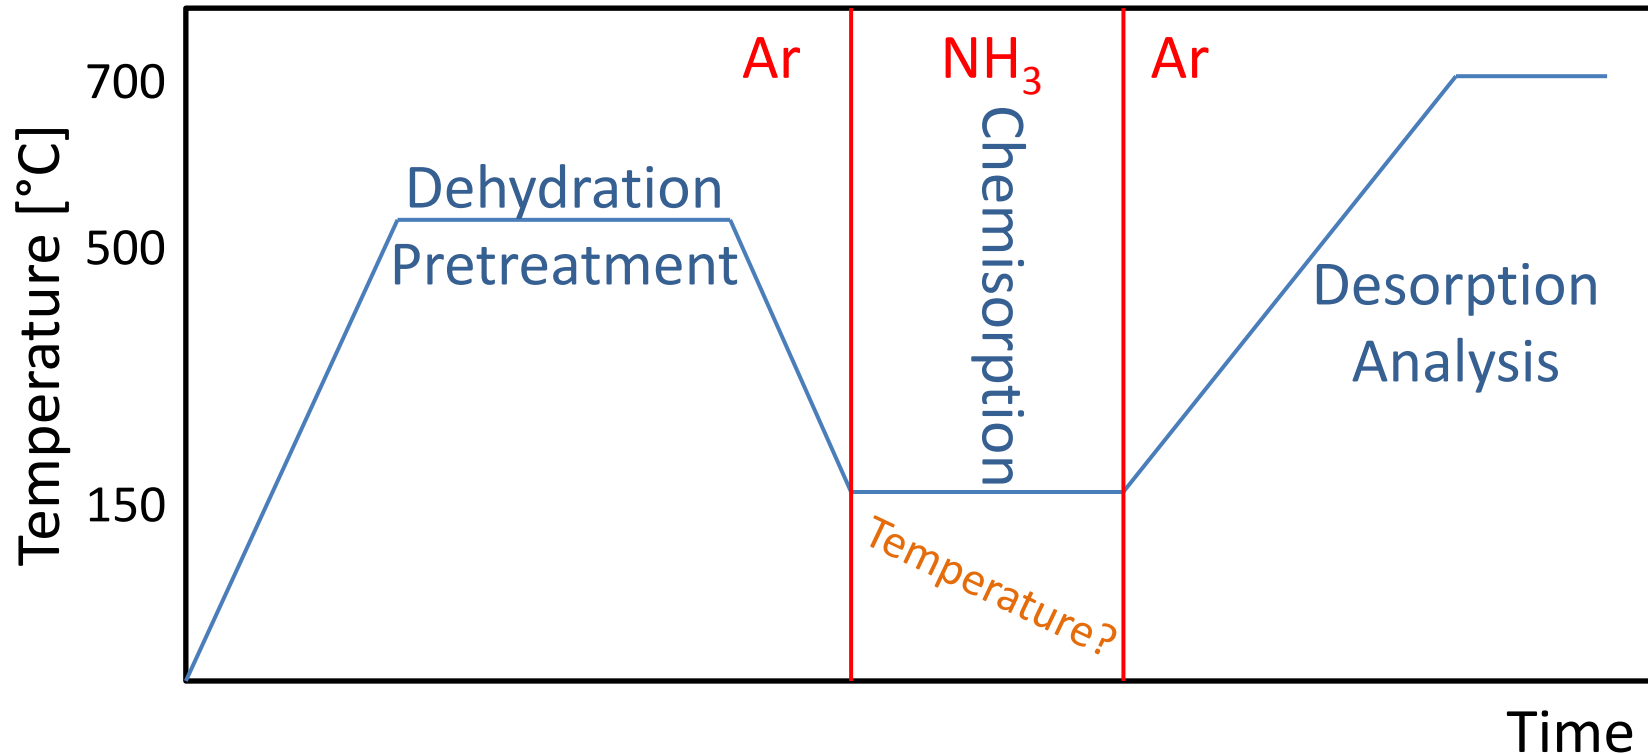 Ar
NH₃
Ar
700
Dehydration
500
Pretreatment
Chemisorption
Desorption
Analysis
150
Temperature?
Temperature [°C]
Time